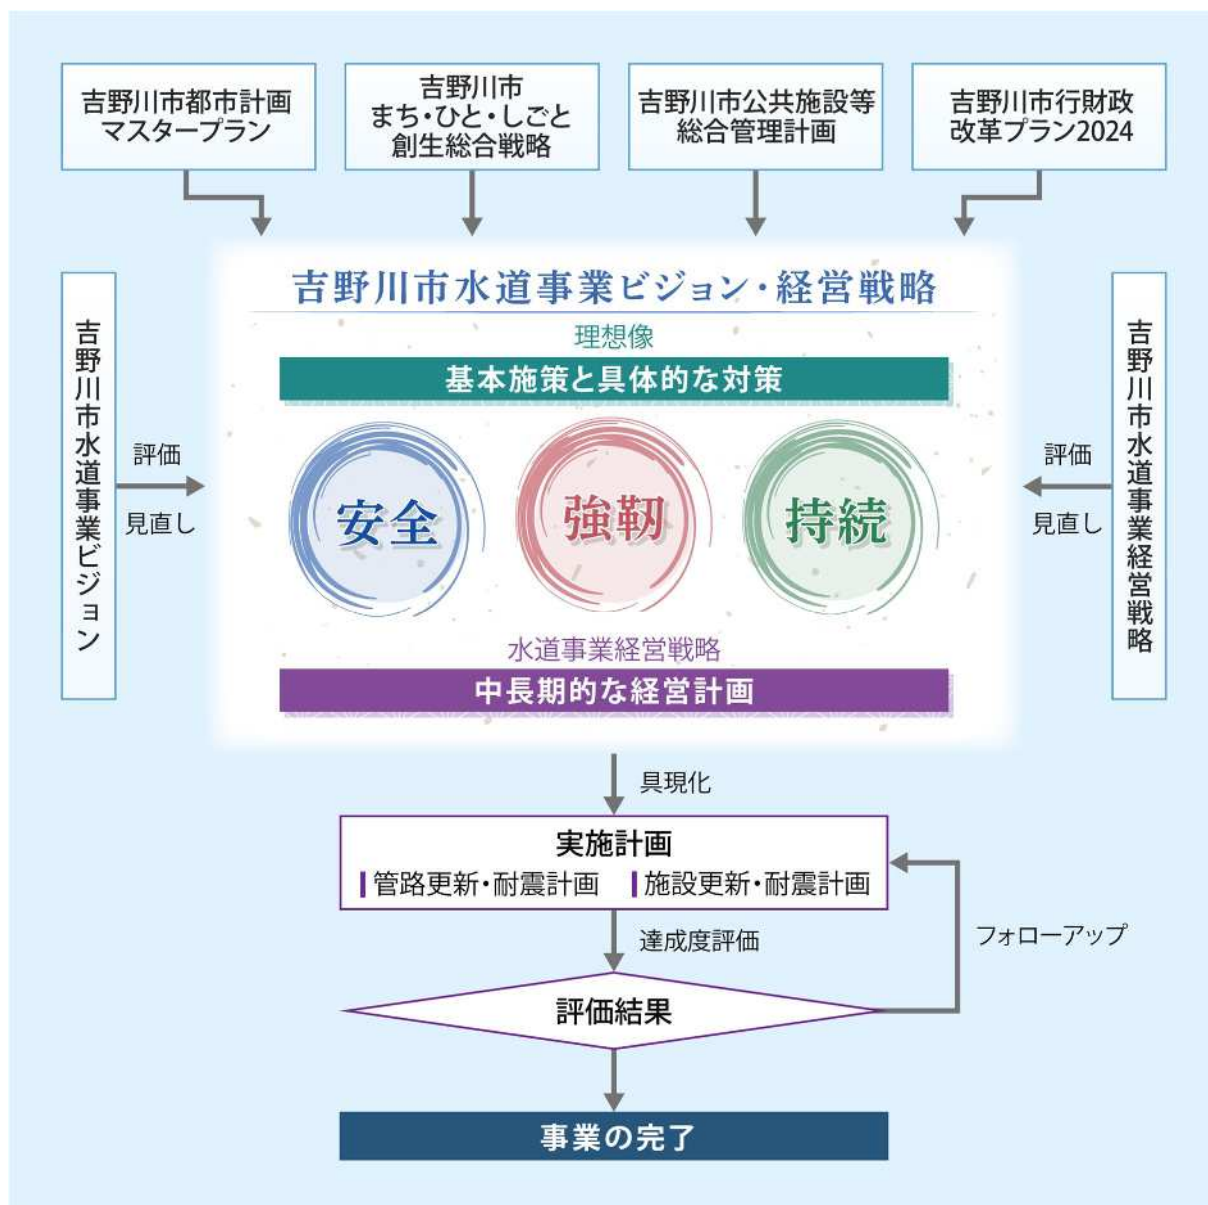 吉野川市都市計画
マスタープラン
吉野川市
まち・ひと・しごと
創生総合戦略
吉野川市公共施設等
総合管理計画
吉野川市行財政
改革プラン2024
吉野川市水道事業ビジョン
評価
見直し
吉野川市水道事業ビジョン・経営戦略
理想像
基本施策と具体的な対策
安全
強靭
持続
水道事業経営戦略
中長期的な経営計画
評価
見直し
吉野川市水道事業経営戦略
具現化
実施計画
管路更新・耐震計画
施設更新・耐震計画
達成度評価
フォローアップ
評価結果
事業の完了